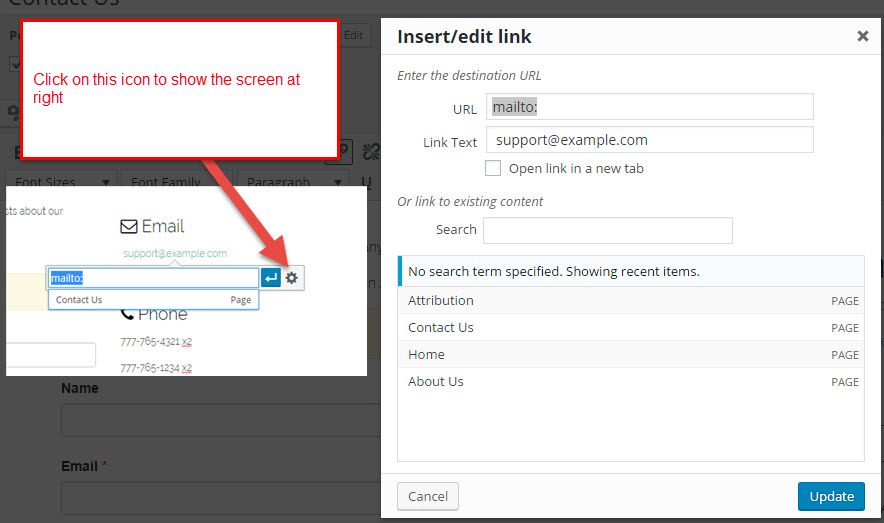 Contact Us
Edit
Click on this icon to show the screen at
right
Font Sizes
Font Family
Paragraph
U
sts about our
Email
support@example.com
mailto:
Contact Us Page
Phone
777-765-4321 x2
777-765-1234 x2
Name
Email *
Insert/edit link
Enter the destination URL
URL mailto:
Link Text support@example.com
Open link in a new tab
Or link to existing content
Search
No search term specified. Showing recent items.
Attribution PAGE
Contact Us PAGE
Home PAGE
About Us PAGE
Cancel Update